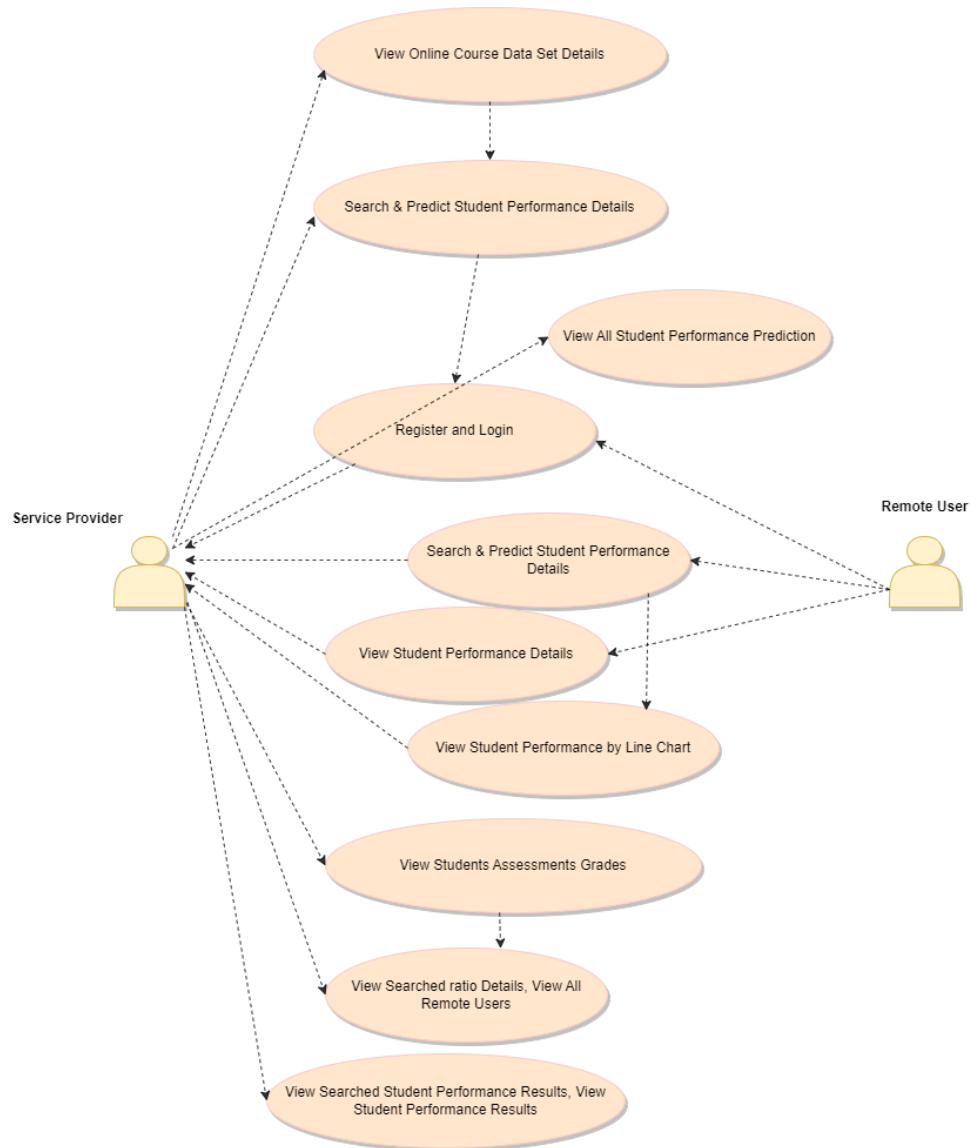 View Online Course Data Set Details
Search & Predict Student Performance Details
View All Student Performance Prediction
Register and Login
Service Provider
Remote User
Search & Predict Student Performance
Details
View Student Performance Details
View Student Performance by Line Chart
View Students Assessments Grades
View Searched ratio Details, View All
Remote Users
View Searched Student Performance Results, View
Student Performance Results